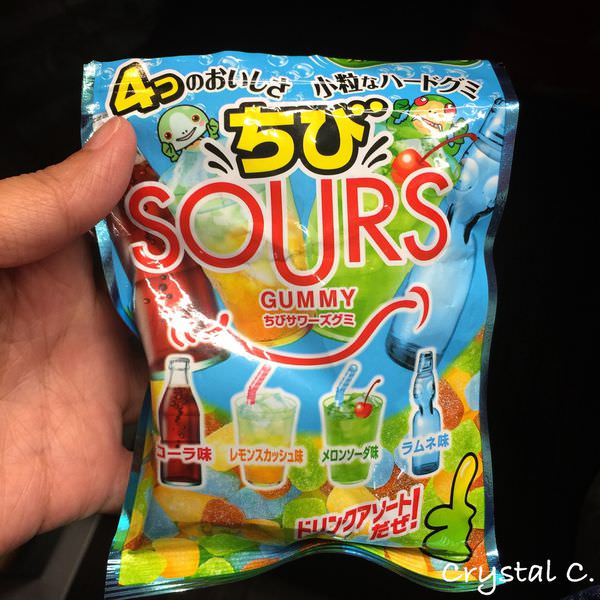 4つのおいしさ 小粒なハードグミ
ちび
SOURS
GUMMY
ちびサワーズグミ
コーラ味
レモンスカッシュ味
メロンソーダ味
ラムネ味
ドリンクアソート
だぜ!
Crystal C.